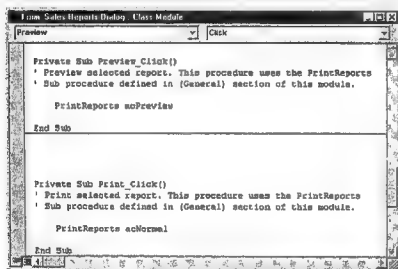 Form Sales Reports Dialog : Class Module
Preview Click
Private Sub Preview_Click()
' Preview selected report. This procedure uses the PrintReports
' Sub procedure defined in (General) section of this module.
PrintReports acPreview
End Sub
Private Sub Print_Click()
' Print selected report. This procedure uses the PrintReports
' Sub procedure defined in (General) section of this module.
PrintReports acNormal
End Sub